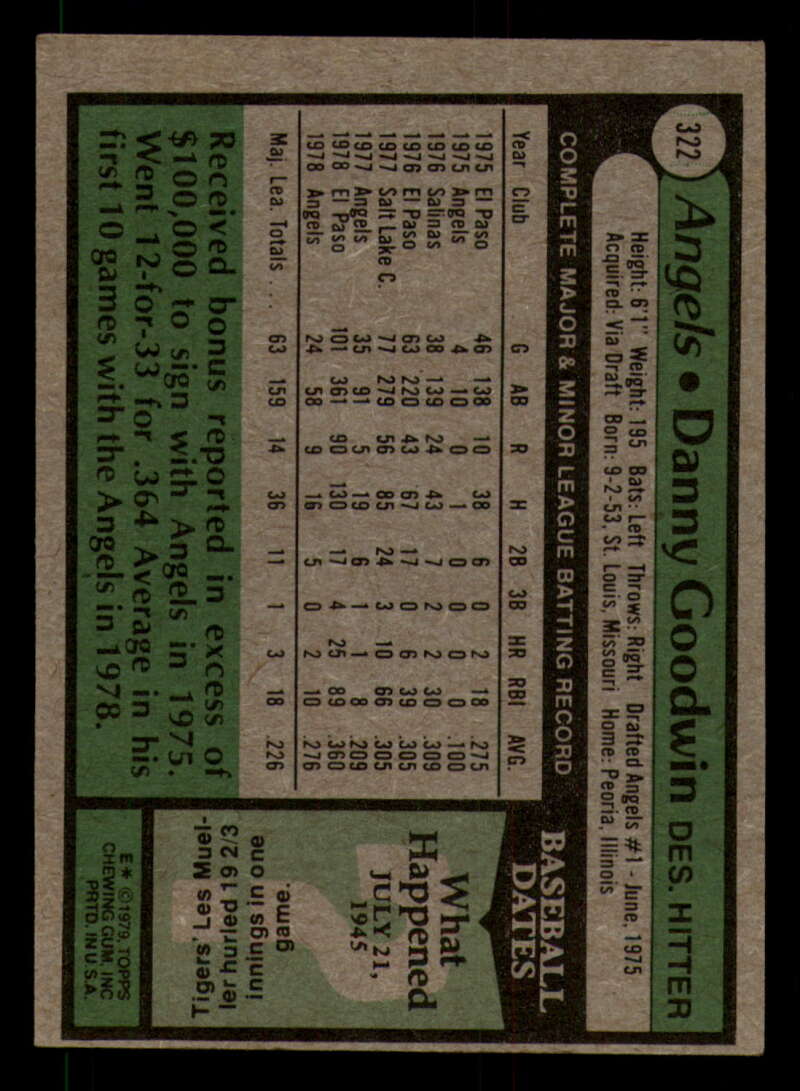 322
Angels • Danny Goodwin DES. HITTER
Height: 6'1" Weight: 195 Bats: Left Throws: Right Drafted Angels #1 - June, 1975
Acquired: Via Draft Born: 9-2-53, St. Louis, Missouri Home: Peoria, Illinois
COMPLETE MAJOR & MINOR LEAGUE BATTING RECORD
Year Club G AB R H 2B 3B HR RBI AVG.
1975 El Paso 46 138 10 38 6 0 2 18 .275
1975 Angels 4 10 0 1 0 0 0 0 .100
1976 Salinas 38 139 24 43 7 2 2 30 .309
1976 El Paso 63 220 43 67 17 0 6 39 .305
1977 Salt Lake C. 77 279 56 85 24 3 10 66 .305
1977 Angels 35 91 5 19 6 1 1 8 .209
1978 El Paso 101 361 90 130 17 4 25 89 .360
1978 Angels 24 58 9 16 5 0 2 10 .276
Maj. Lea. Totals . . . 63 159 14 36 11 1 3 18 .226
Received bonus reported in excess of
$100,000 to sign with Angels in 1975.
Went 12-for-33 for .364 Average in his
first 10 games with the Angels in 1978.
BASEBALL
DATES
What
Happened
JULY 21,
1945
Tigers' Les Muel-
ler hurled 19 2/3
innings in one
game.
E* ©1979, TOPPS
CHEWING GUM, INC
PRTD. IN U.S.A.